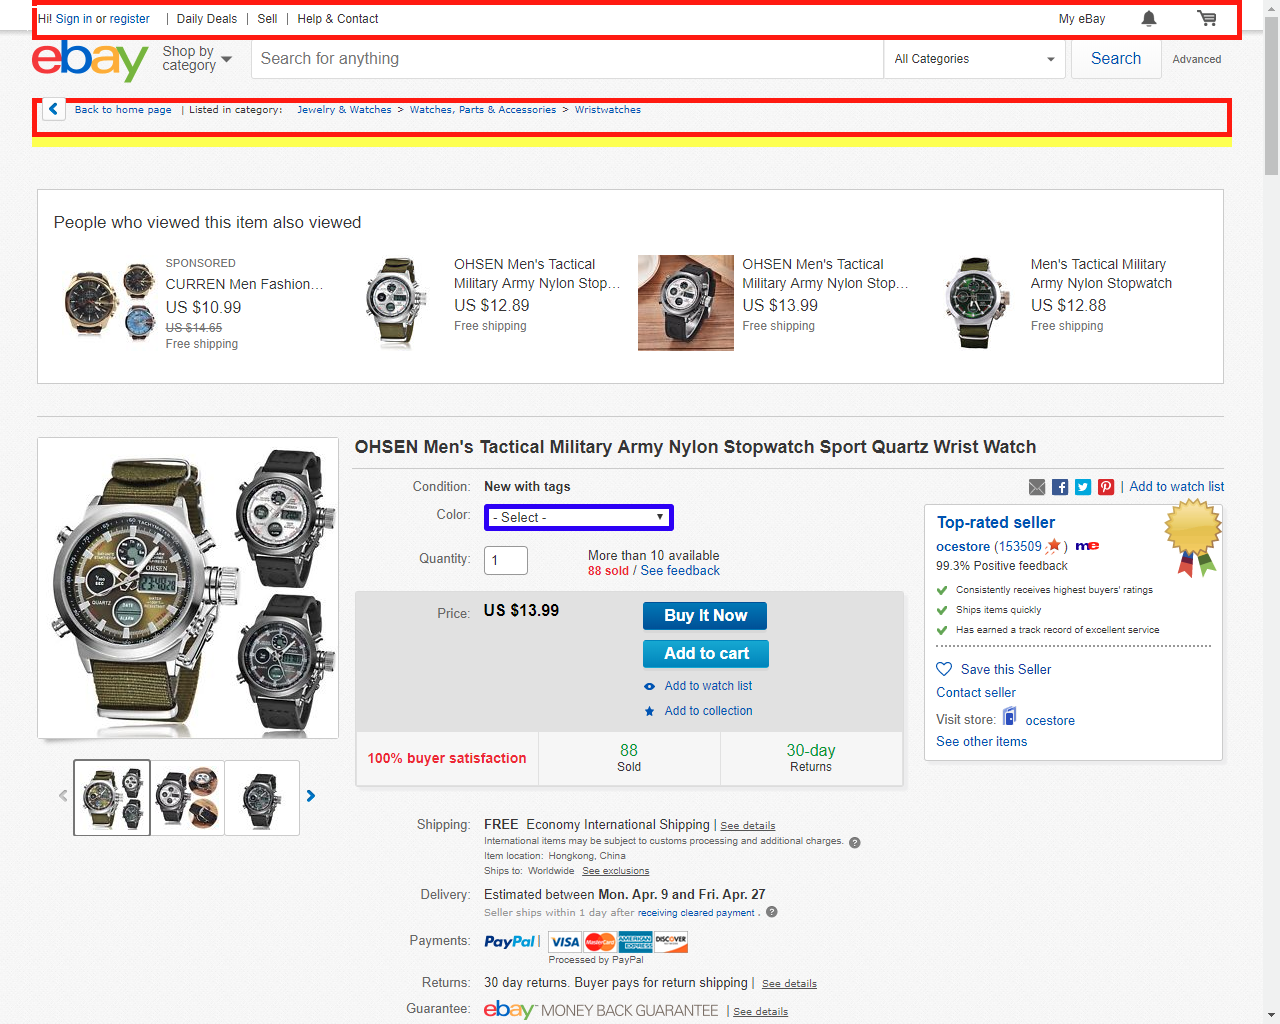 Hi! Sign in or register | Daily Deals | Sell | Help & Contact My eBay
ebay Shop by category Search for anything All Categories Search Advanced
Back to home page | Listed in category: Jewelry & Watches > Watches, Parts & Accessories > Wristwatches
People who viewed this item also viewed
SPONSORED
CURREN Men Fashion...
US $10.99
US $14.65
Free shipping
OHSEN Men's Tactical
Military Army Nylon Stop...
US $12.89
Free shipping
OHSEN Men's Tactical
Military Army Nylon Stop...
US $13.99
Free shipping
Men's Tactical Military
Army Nylon Stopwatch
US $12.88
Free shipping
OHSEN Men's Tactical Military Army Nylon Stopwatch Sport Quartz Wrist Watch
Condition: New with tags
Color: - Select -
Quantity: 1 More than 10 available
88 sold / See feedback
Price: US $13.99
Buy It Now
Add to cart
Add to watch list
Add to collection
100% buyer satisfaction
88
Sold
30-day
Returns
| Add to watch list
Top-rated seller
ocestore (153509 ) me
99.3% Positive feedback
Consistently receives highest buyers' ratings
Ships items quickly
Has earned a track record of excellent service
Save this Seller
Contact seller
Visit store: ocestore
See other items
Shipping: FREE Economy International Shipping | See details
International items may be subject to customs processing and additional charges.
Item location: Hongkong, China
Ships to: Worldwide See exclusions
Delivery: Estimated between Mon. Apr. 9 and Fri. Apr. 27
Seller ships within 1 day after receiving cleared payment .
Payments: PayPal | VISA MasterCard AMERICAN EXPRESS DISCOVER
Processed by PayPal
Returns: 30 day returns. Buyer pays for return shipping | See details
Guarantee: ebay MONEY BACK GUARANTEE | See details